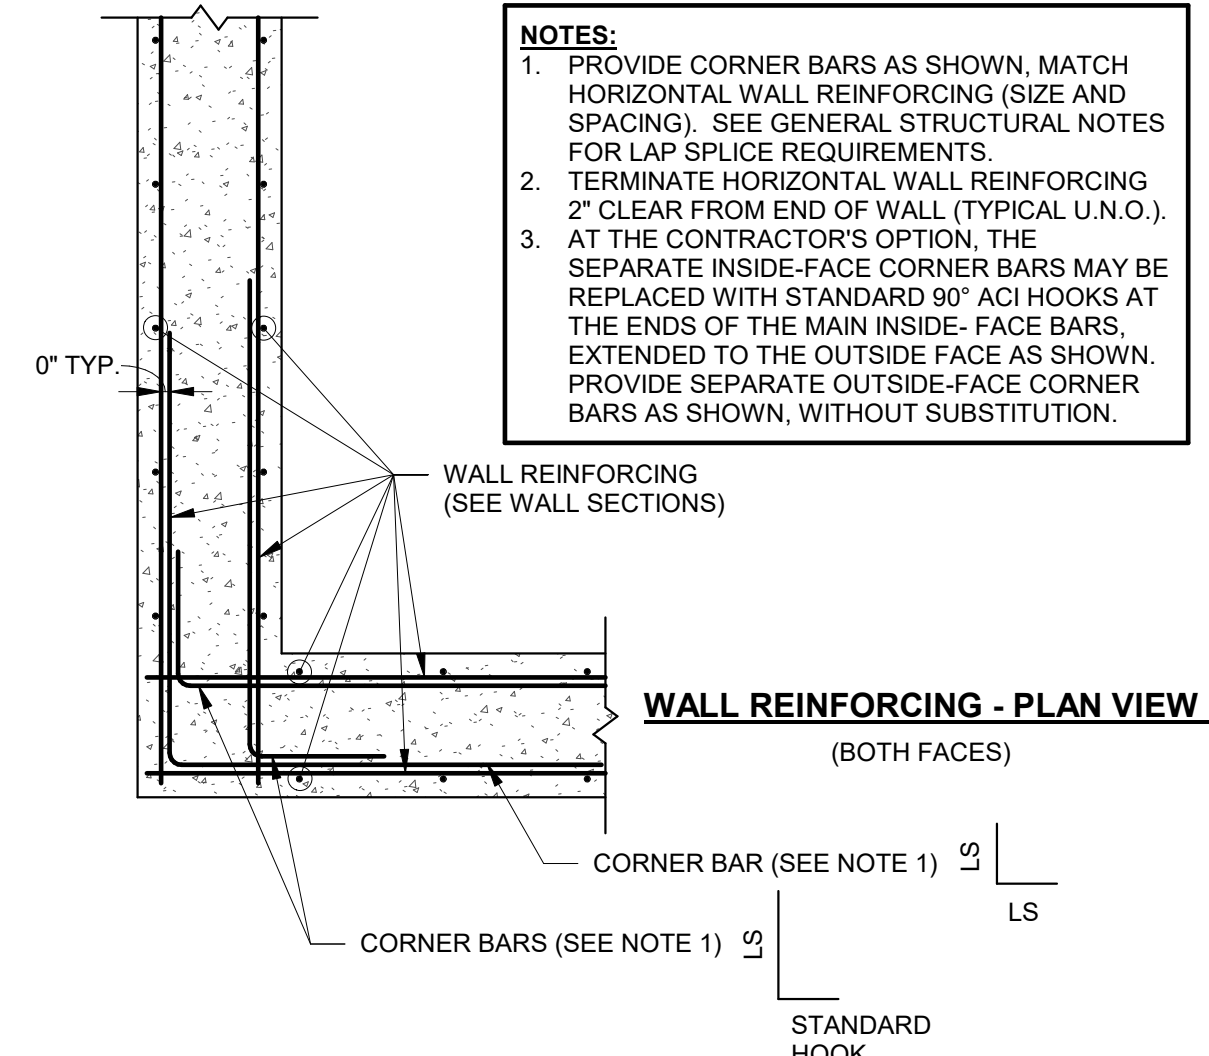 NOTES:
1. PROVIDE CORNER BARS AS SHOWN, MATCH
HORIZONTAL WALL REINFORCING (SIZE AND
SPACING). SEE GENERAL STRUCTURAL NOTES
FOR LAP SPLICE REQUIREMENTS.
2. TERMINATE HORIZONTAL WALL REINFORCING
2" CLEAR FROM END OF WALL (TYPICAL U.N.O.).
3. AT THE CONTRACTOR'S OPTION, THE
SEPARATE INSIDE-FACE CORNER BARS MAY BE
REPLACED WITH STANDARD 90° ACI HOOKS AT
THE ENDS OF THE MAIN INSIDE- FACE BARS,
EXTENDED TO THE OUTSIDE FACE AS SHOWN.
PROVIDE SEPARATE OUTSIDE-FACE CORNER
BARS AS SHOWN, WITHOUT SUBSTITUTION.
0" TYP.
WALL REINFORCING
(SEE WALL SECTIONS)
WALL REINFORCING - PLAN VIEW
(BOTH FACES)
CORNER BAR (SEE NOTE 1)
LS
LS
CORNER BARS (SEE NOTE 1)
LS
STANDARD
HOOK